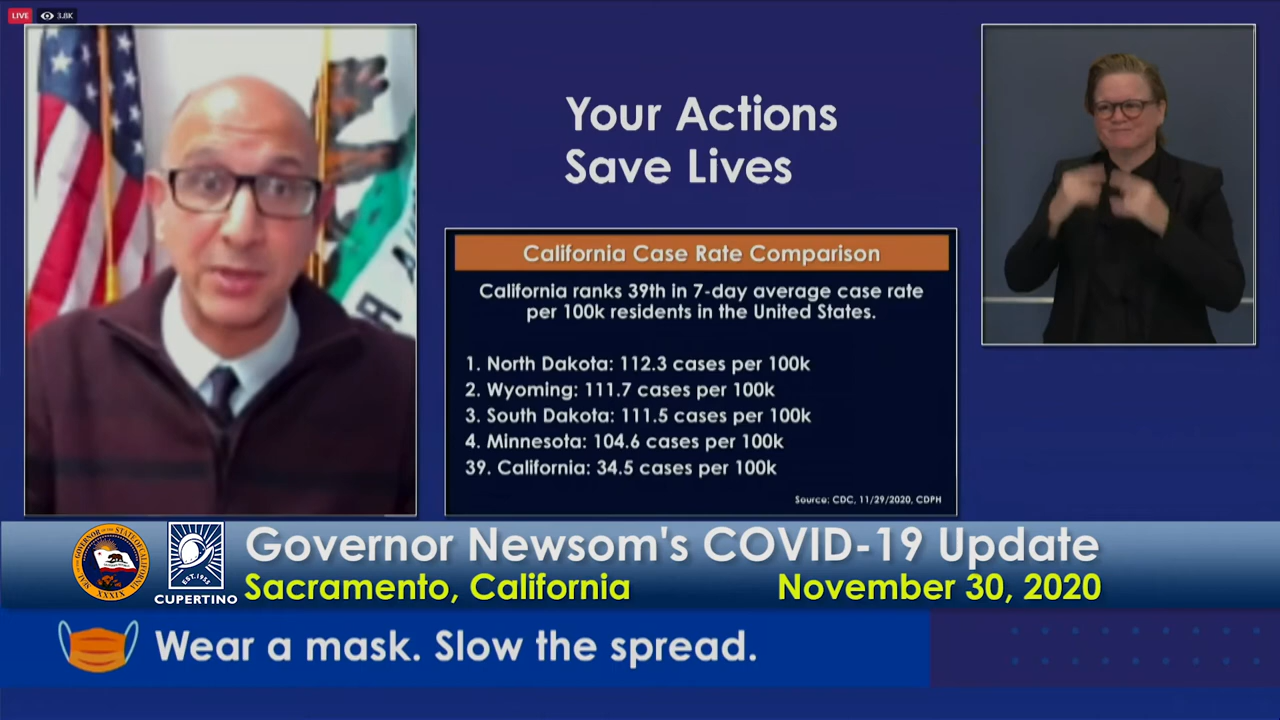 LIVE
3.8K
Your Actions
Save Lives
California Case Rate Comparison
California ranks 39th in 7-day average case rate
per 100k residents in the United States.
1. North Dakota: 112.3 cases per 100k
2. Wyoming: 111.7 cases per 100k
3. South Dakota: 111.5 cases per 100k
4. Minnesota: 104.6 cases per 100k
39. California: 34.5 cases per 100k
Source: CDC, 11/29/2020, CDPH
EST. 1955
CUPERTINO
Governor Newsom's COVID-19 Update
Sacramento, California
November 30, 2020
Wear a mask. Slow the spread.